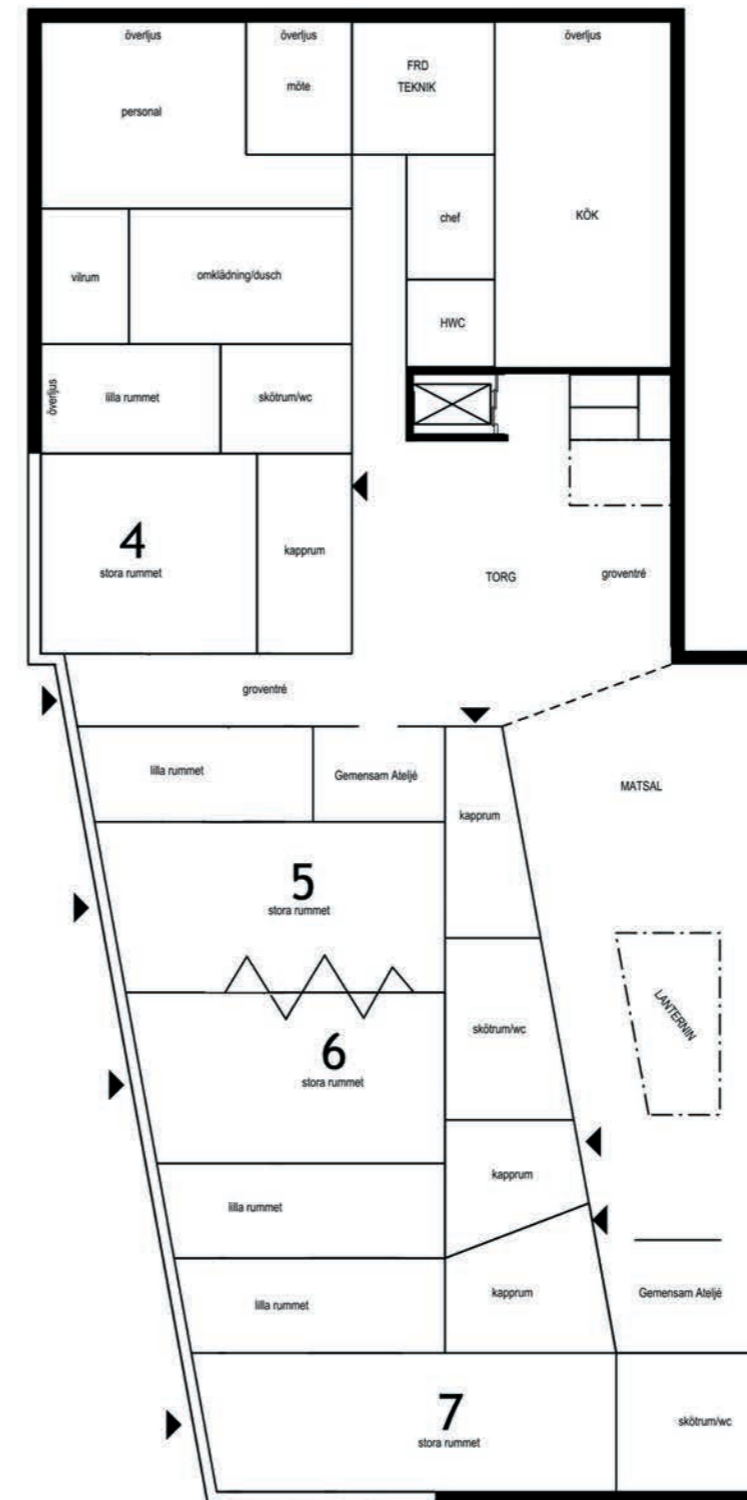 överljus
överljus
överljus
FRD
TEKNIK
möte
personal
chef
KÖK
vilrum
omklädning/dusch
HWC
överljus
lilla rummet
skötrum/wc
4
stora rummet
kapprum
TORG
groventré
groventré
lilla rummet
Gemensam Ateljé
MATSAL
kapprum
5
stora rummet
LANTERNIN
skötrum/wc
6
stora rummet
kapprum
lilla rummet
lilla rummet
kapprum
Gemensam Ateljé
7
stora rummet
skötrum/wc